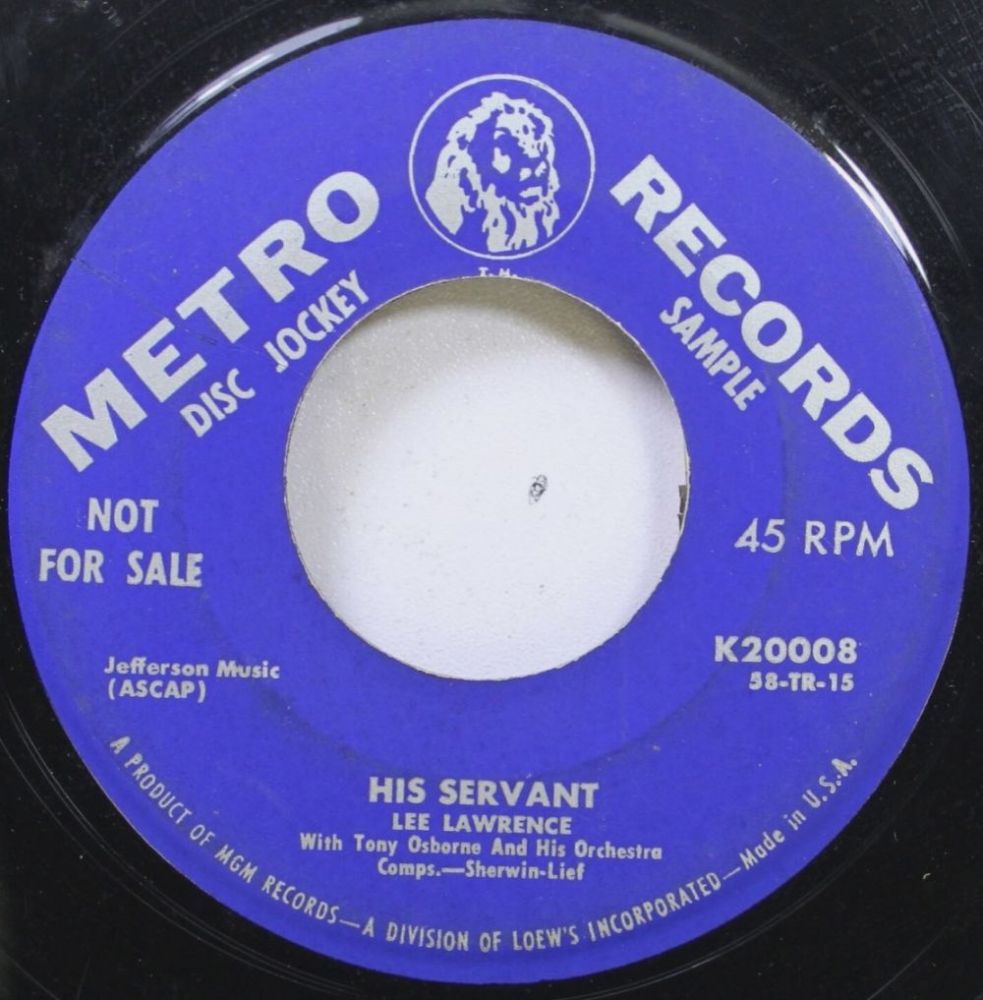 METRO RECORDS
DISC JOCKEY SAMPLE
NOT
FOR SALE
45 RPM
K20008
58-TR-15
Jefferson Music
(ASCAP)
HIS SERVANT
LEE LAWRENCE
With Tony Osborne And His Orchestra
Comps.—Sherwin-Lief
A PRODUCT OF MGM RECORDS—A DIVISION OF LOEW'S INCORPORATED—Made in U.S.A.